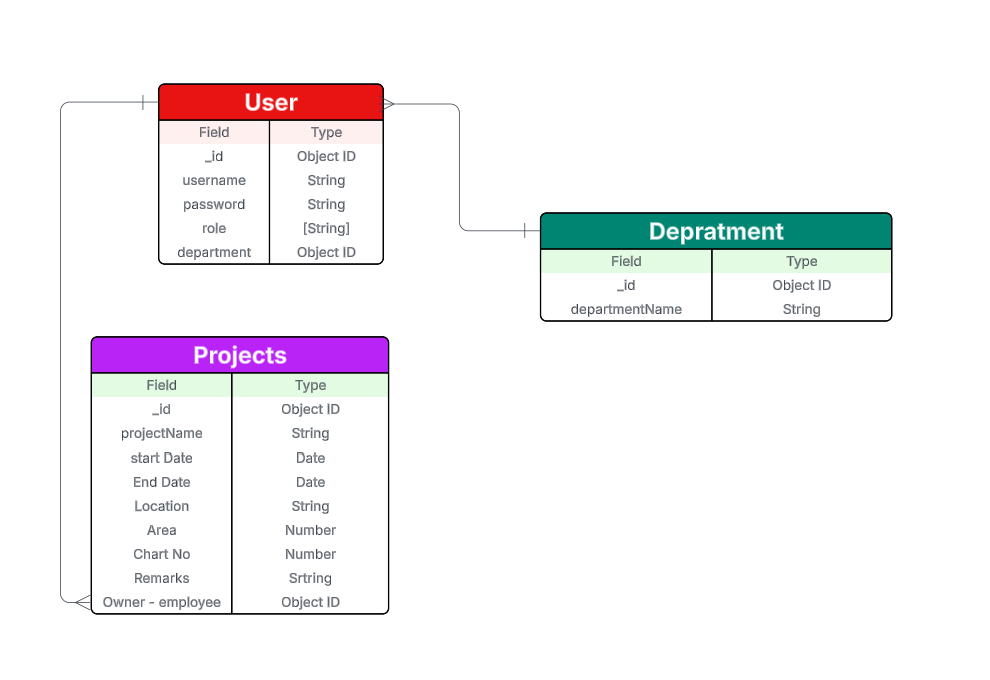 User
Field Type
_id Object ID
username String
password String
role [String]
department Object ID
Depratment
Field Type
_id Object ID
departmentName String
Projects
Field Type
_id Object ID
projectName String
start Date Date
End Date Date
Location String
Area Number
Chart No Number
Remarks Srtring
Owner - employee Object ID